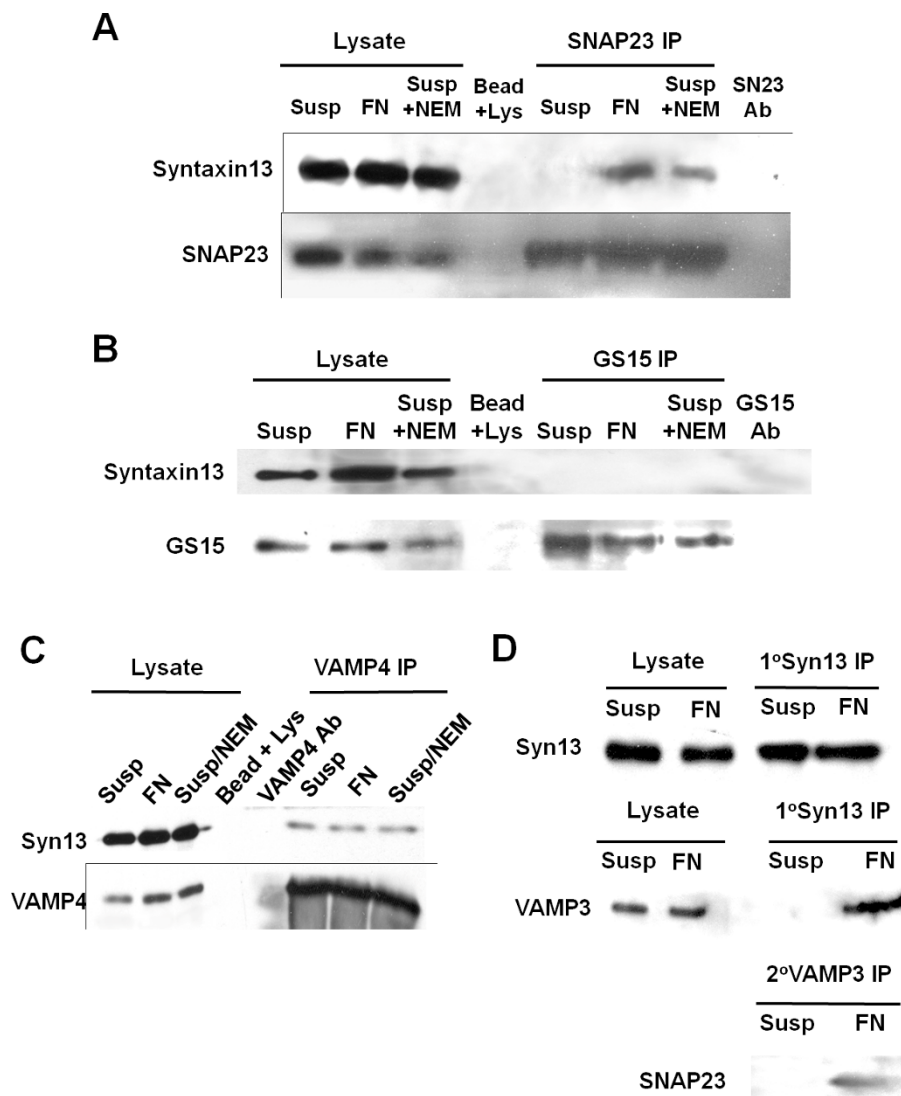 A
Lysate SNAP23 IP
Susp FN Susp +NEM Bead +Lys Susp FN Susp +NEM SN23 Ab
Syntaxin13
SNAP23
B
Lysate GS15 IP
Susp FN Susp +NEM Bead +Lys Susp FN Susp +NEM GS15 Ab
Syntaxin13
GS15
C
Lysate VAMP4 IP
Susp FN Susp/NEM Bead + Lys VAMP4 Ab Susp FN Susp/NEM
Syn13
VAMP4
D
Lysate 1°Syn13 IP
Susp FN Susp FN
Syn13
Lysate 1°Syn13 IP
Susp FN Susp FN
VAMP3
2°VAMP3 IP
Susp FN
SNAP23